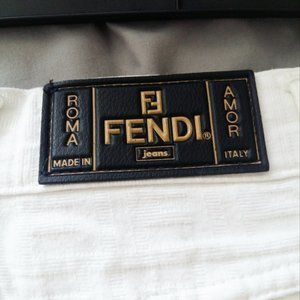 ROMA
MADE IN
FENDI®
jeans
AMOR
ITALY